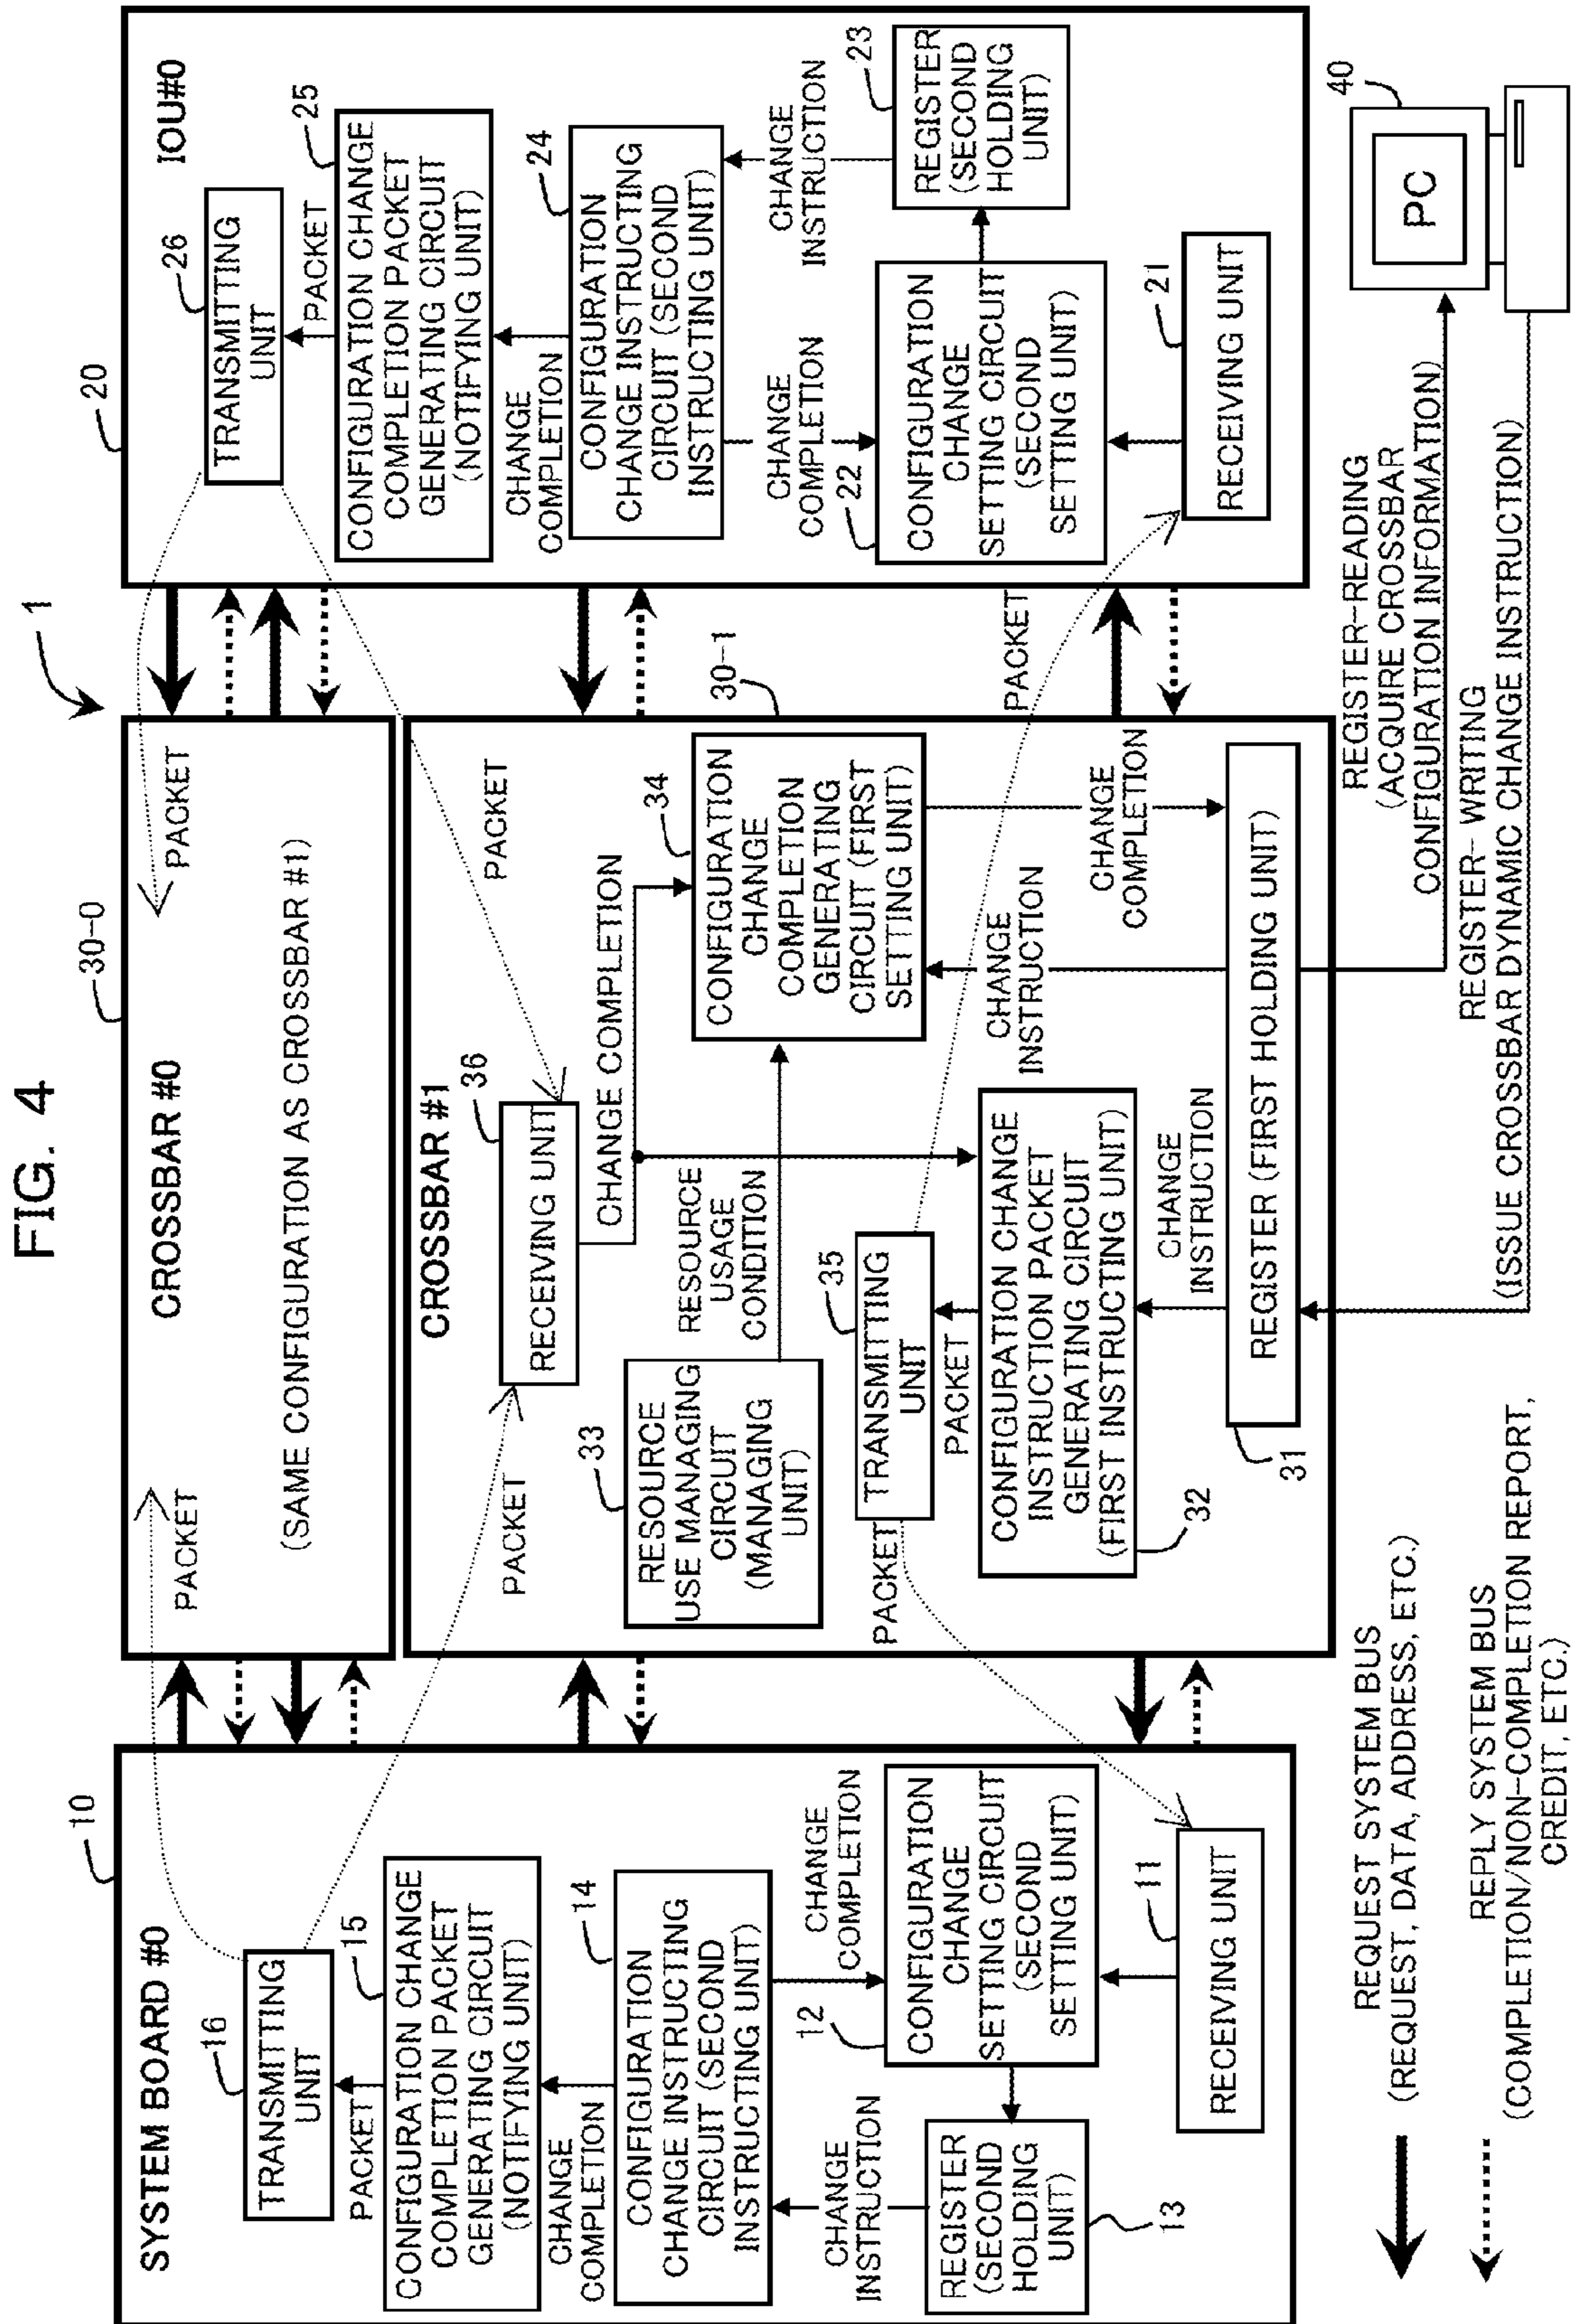 FIG. 4
1
10
SYSTEM BOARD #0
16
TRANSMITTING
UNIT
PACKET
15
CONFIGURATION CHANGE
COMPLETION PACKET
GENERATING CIRCUIT
(NOTIFYING UNIT)
CHANGE
COMPLETION
14
CONFIGURATION
CHANGE INSTRUCTING
CIRCUIT (SECOND
INSTRUCTING UNIT)
CHANGE
INSTRUCTION
CHANGE
COMPLETION
12
CONFIGURATION
CHANGE
SETTING CIRCUIT
(SECOND
SETTING UNIT)
REGISTER
(SECOND
HOLDING
UNIT)
13
11
RECEIVING UNIT
30-0
CROSSBAR #0
(SAME CONFIGURATION AS CROSSBAR #1)
PACKET
PACKET
30-1
CROSSBAR #1
36
RECEIVING UNIT
PACKET
PACKET
CHANGE COMPLETION
33
RESOURCE
USE MANAGING
CIRCUIT
(MANAGING
UNIT)
RESOURCE
USAGE
CONDITION
34
CONFIGURATION
CHANGE
COMPLETION
GENERATING
CIRCUIT (FIRST
SETTING UNIT)
35
TRANSMITTING
UNIT
PACKET
PACKET
PACKET
CONFIGURATION CHANGE
INSTRUCTION PACKET
GENERATING CIRCUIT
(FIRST INSTRUCTING UNIT)
32
CHANGE
INSTRUCTION
CHANGE
INSTRUCTION
CHANGE
COMPLETION
REGISTER (FIRST HOLDING UNIT)
31
20
IOU#0
26
TRANSMITTING
UNIT
PACKET
25
CONFIGURATION CHANGE
COMPLETION PACKET
GENERATING CIRCUIT
(NOTIFYING UNIT)
CHANGE
COMPLETION
24
CONFIGURATION
CHANGE INSTRUCTING
CIRCUIT (SECOND
INSTRUCTING UNIT)
CHANGE
COMPLETION
CHANGE
INSTRUCTION
22
CONFIGURATION
CHANGE
SETTING CIRCUIT
(SECOND
SETTING UNIT)
23
REGISTER
(SECOND
HOLDING
UNIT)
21
RECEIVING UNIT
REGISTER-READING
(ACQUIRE CROSSBAR
CONFIGURATION INFORMATION)
REGISTER- WRITING
(ISSUE CROSSBAR DYNAMIC CHANGE INSTRUCTION)
40
PC
REQUEST SYSTEM BUS
(REQUEST, DATA, ADDRESS, ETC.)
REPLY SYSTEM BUS
(COMPLETION/NON-COMPLETION REPORT,
CREDIT, ETC.)